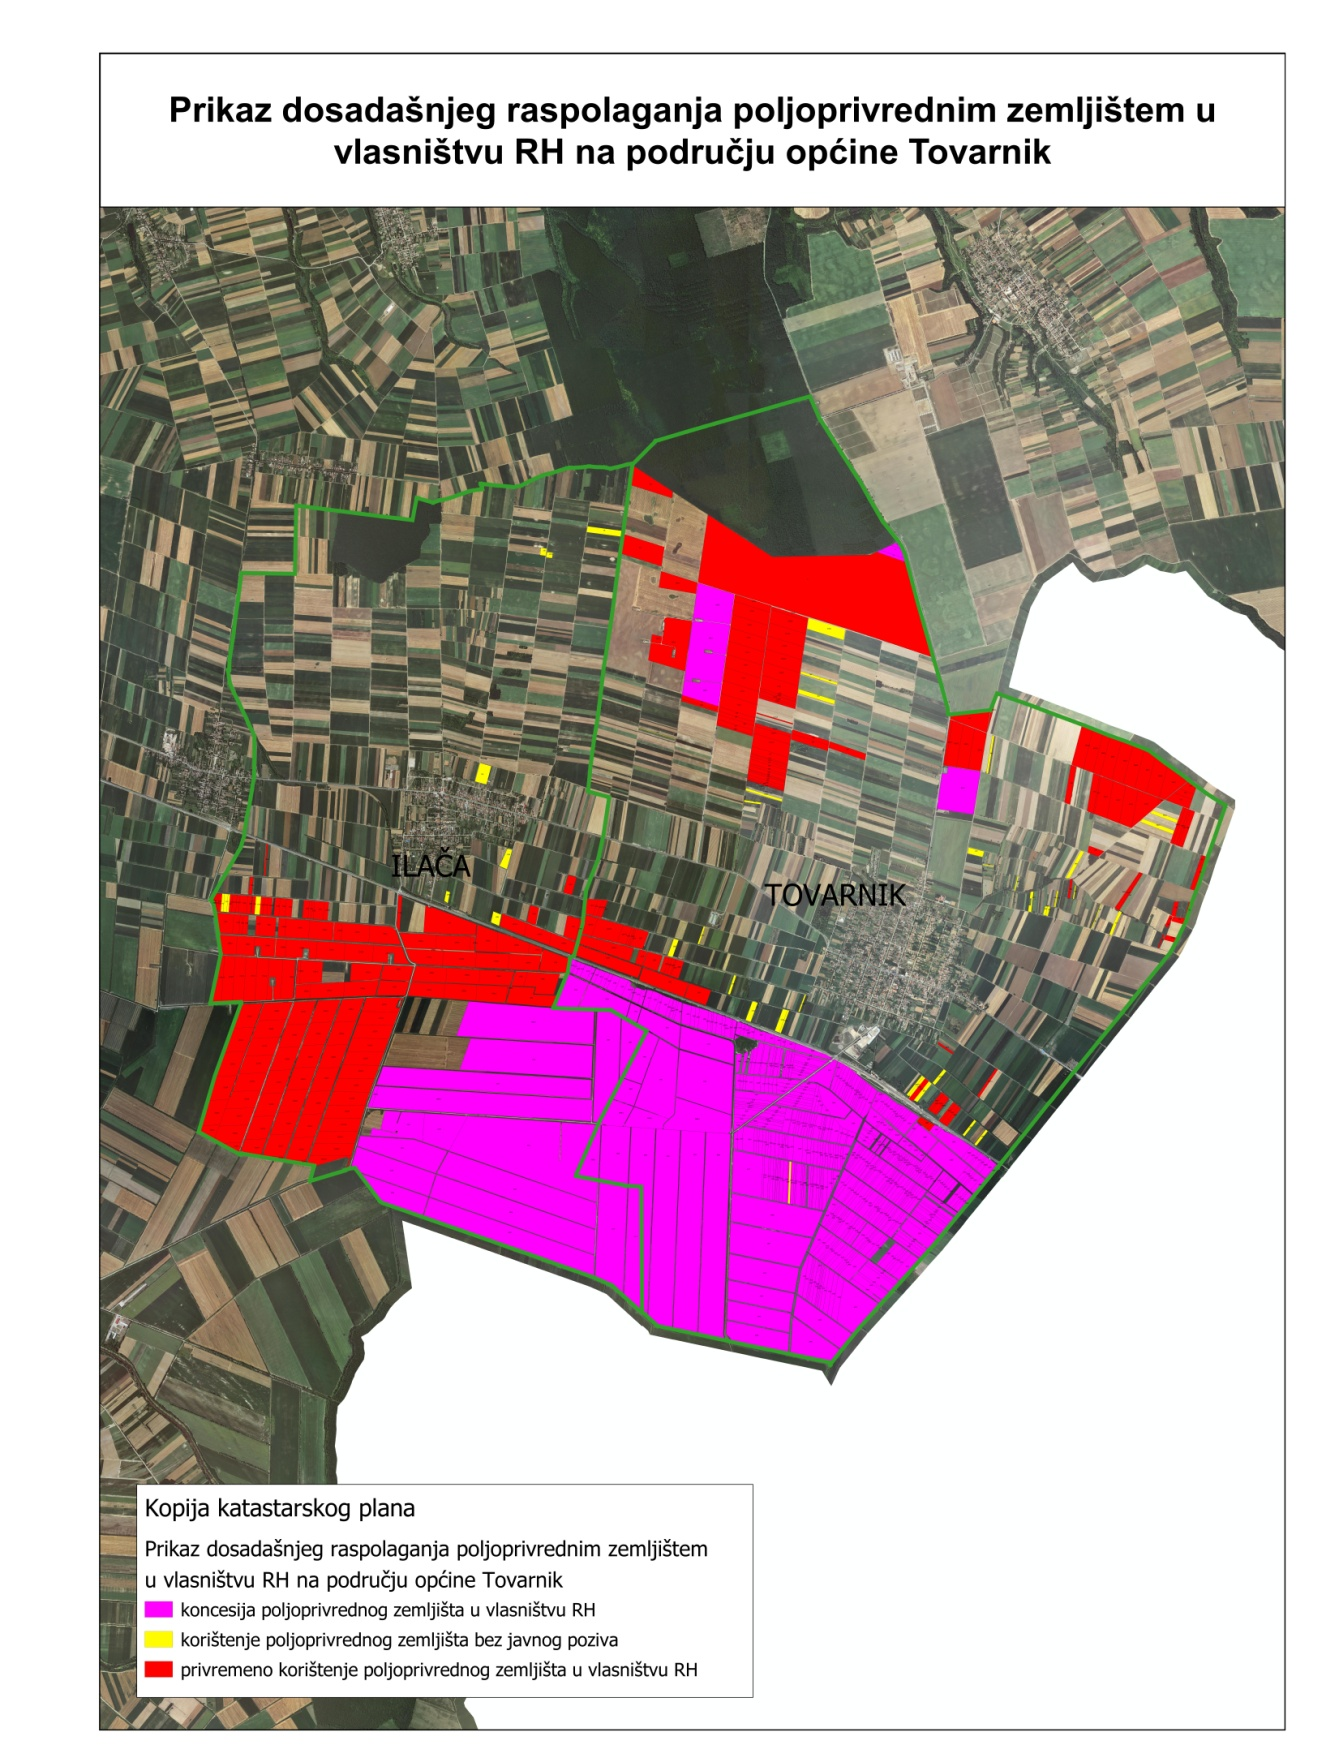 Prikaz dosadašnjeg raspolaganja poljoprivrednim zemljištem u
vlasništvu RH na području općine Tovarnik
ILAČA
TOVARNIK
Kopija katastarskog plana
Prikaz dosadašnjeg raspolaganja poljoprivrednim zemljištem
u vlasništvu RH na području općine Tovarnik
koncesija poljoprivrednog zemljišta u vlasništvu RH
korištenje poljoprivrednog zemljišta bez javnog poziva
privremeno korištenje poljoprivrednog zemljišta u vlasništvu RH